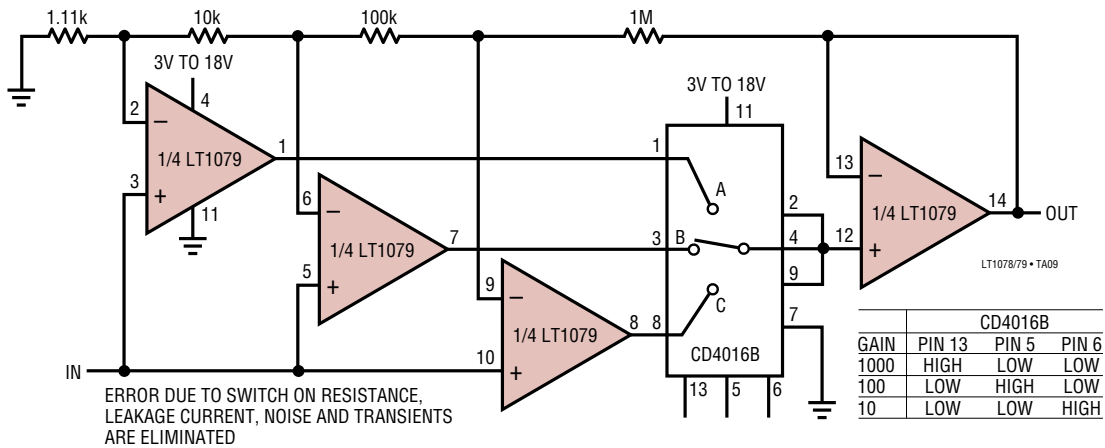 1.11k 10k 100k 1M
3V TO 18V
4
2
−
1/4 LT1079
1
3
+
11
6
−
1/4 LT1079
7
5
+
9
−
1/4 LT1079
8
10
+
IN
3V TO 18V
11
1
A
2
3 B
4
9
8
C
7
CD4016B
13 5 6
13
−
1/4 LT1079
14
OUT
12
+
LT1078/79 • TA09
CD4016B
GAIN PIN 13 PIN 5 PIN 6
1000 HIGH LOW LOW
100 LOW HIGH LOW
10 LOW LOW HIGH
ERROR DUE TO SWITCH ON RESISTANCE,
LEAKAGE CURRENT, NOISE AND TRANSIENTS
ARE ELIMINATED